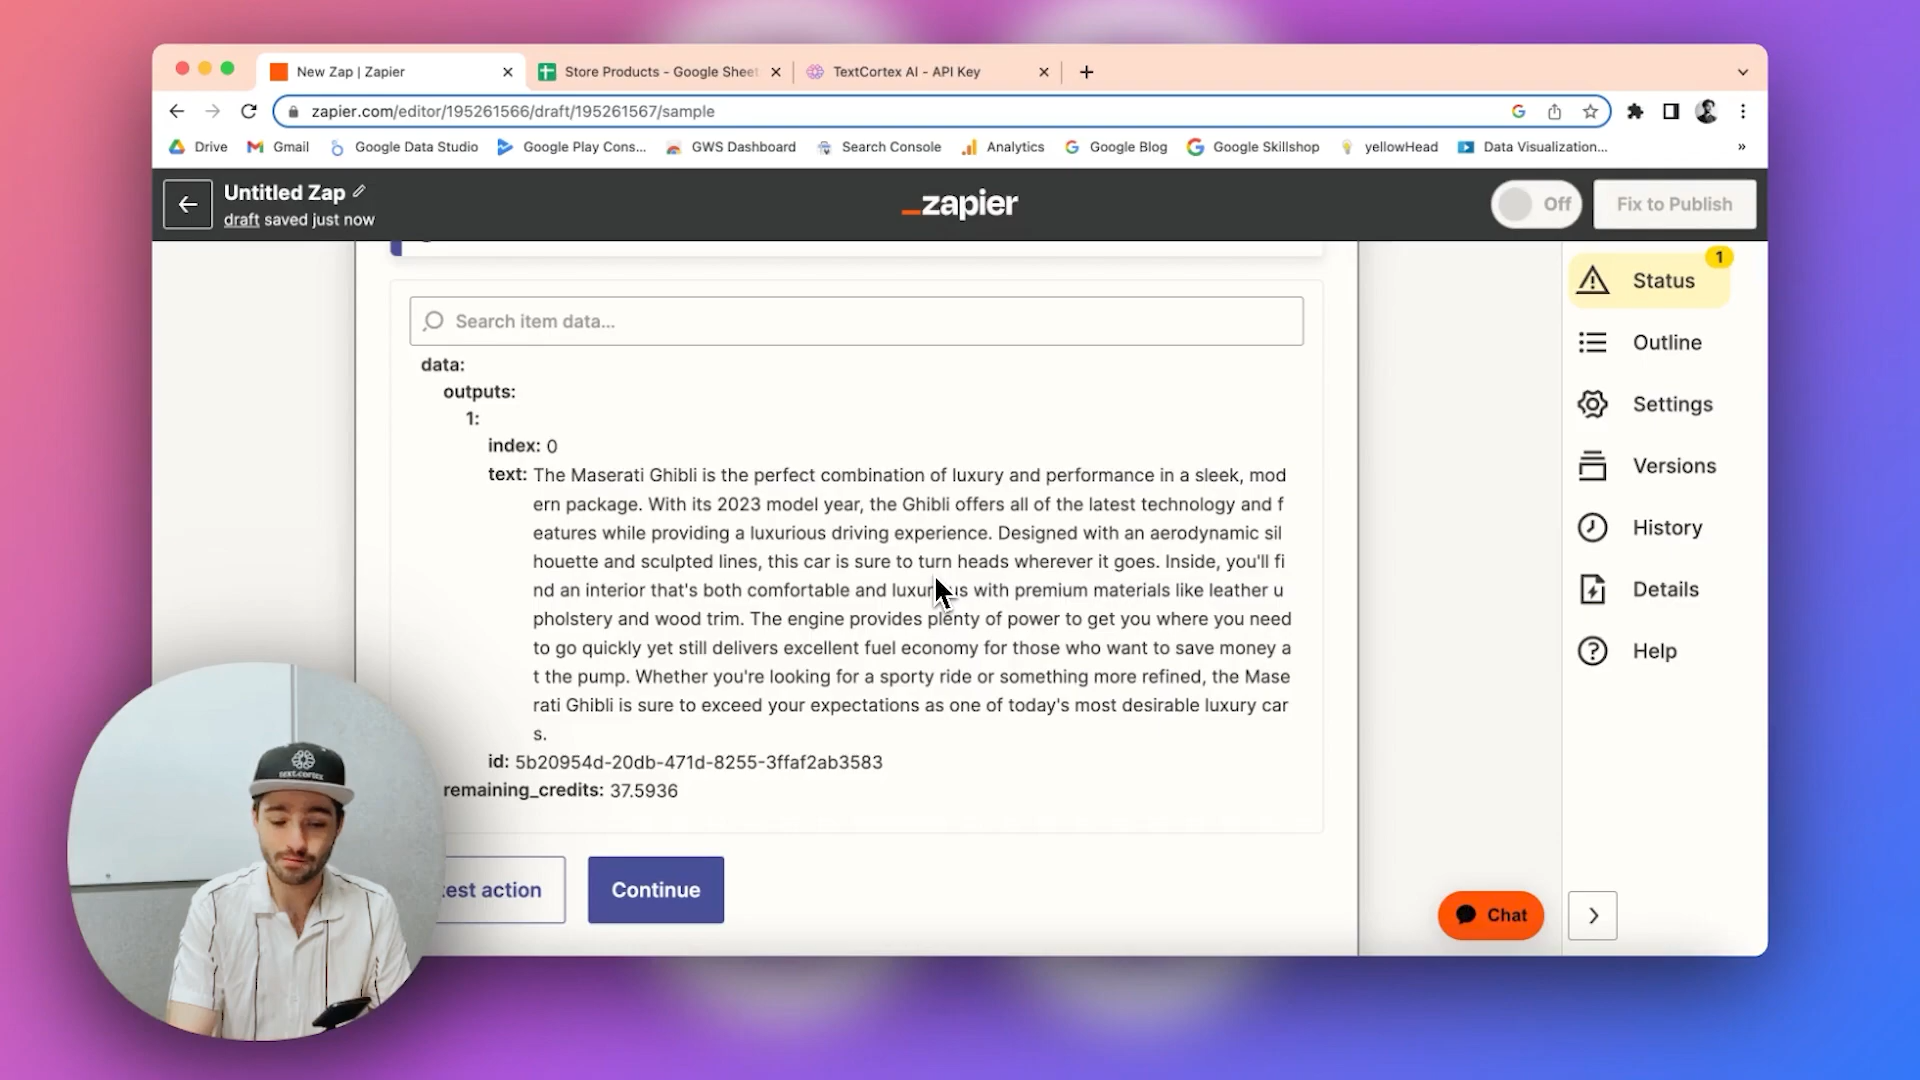 New Zap | Zapier
Store Products - Google Sheet
TextCortex AI - API Key
zapier.com/editor/195261566/draft/195261567/sample
Drive
Gmail
Google Data Studio
Google Play Cons...
GWS Dashboard
Search Console
Analytics
Google Blog
Google Skillshop
yellowHead
Data Visualization...
»
Untitled Zap
draft saved just now
_zapier
Off
Fix to Publish
Search item data...
data:
outputs:
1:
index: 0
text: The Maserati Ghibli is the perfect combination of luxury and performance in a sleek, mod
ern package. With its 2023 model year, the Ghibli offers all of the latest technology and f
eatures while providing a luxurious driving experience. Designed with an aerodynamic sil
houette and sculpted lines, this car is sure to turn heads wherever it goes. Inside, you'll fi
nd an interior that's both comfortable and luxurious with premium materials like leather u
pholstery and wood trim. The engine provides plenty of power to get you where you need
to go quickly yet still delivers excellent fuel economy for those who want to save money a
t the pump. Whether you're looking for a sporty ride or something more refined, the Mase
rati Ghibli is sure to exceed your expectations as one of today's most desirable luxury car
s.
id: 5b20954d-20db-471d-8255-3ffaf2ab3583
remaining_credits: 37.5936
test action
Continue
1
Status
Outline
Settings
Versions
History
Details
Help
Chat
text.cortex